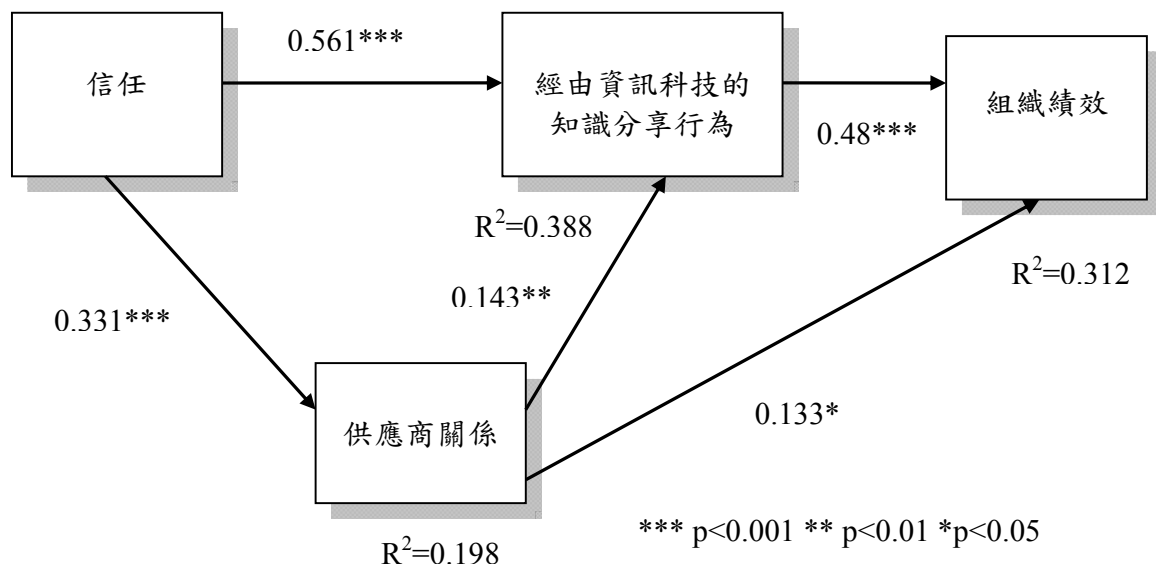 0.561***
信任
經由資訊科技的
知識分享行為
組織績效
0.48***
R²=0.388
R²=0.312
0.143**
0.331***
供應商關係
0.133*
*** p<0.001 ** p<0.01 *p<0.05
R²=0.198